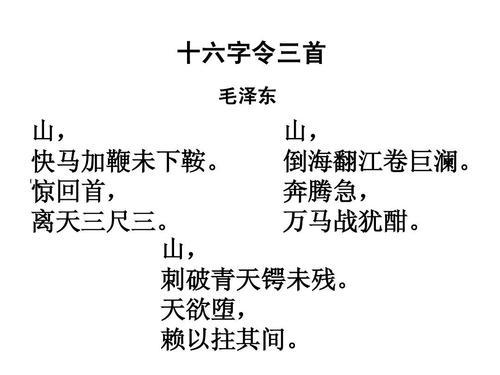 十六字令三首
毛泽东
山，
快马加鞭未下鞍。
惊回首，
离天三尺三。
山，
倒海翻江卷巨澜。
奔腾急，
万马战犹酣。
山，
刺破青天锷未残。
天欲堕，
赖以拄其间。